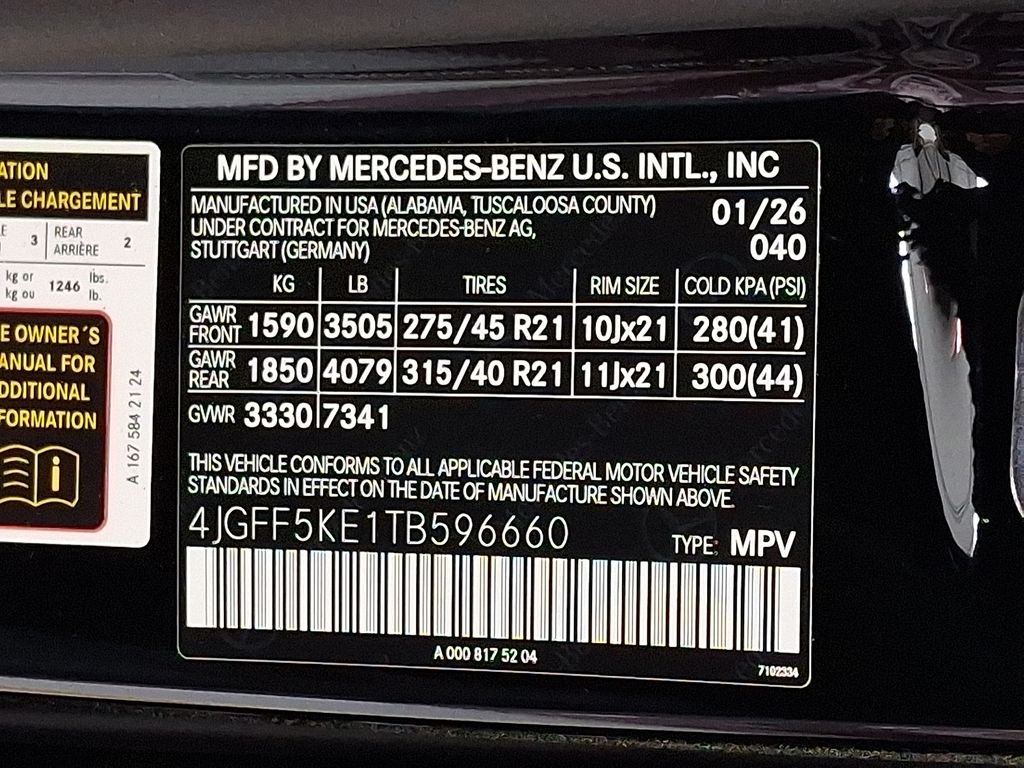 ATION
LE CHARGEMENT
3 REAR ARRIÈRE 2
kg or
kg ou 1246 lbs.
lb.
E OWNER´S
ANUAL FOR
DDITIONAL
FORMATION
A 167 584 21 24
MFD BY MERCEDES-BENZ U.S. INTL., INC
MANUFACTURED IN USA (ALABAMA, TUSCALOOSA COUNTY)
UNDER CONTRACT FOR MERCEDES-BENZ AG,
STUTTGART (GERMANY)
01/26
040
KG LB TIRES RIM SIZE COLD KPA (PSI)
GAWR FRONT 1590 3505 275/45 R21 10Jx21 280(41)
GAWR REAR 1850 4079 315/40 R21 11Jx21 300(44)
GVWR 3330 7341
THIS VEHICLE CONFORMS TO ALL APPLICABLE FEDERAL MOTOR VEHICLE SAFETY
STANDARDS IN EFFECT ON THE DATE OF MANUFACTURE SHOWN ABOVE.
4JGFF5KE1TB596660
TYPE: MPV
A 000 817 52 04
7102334